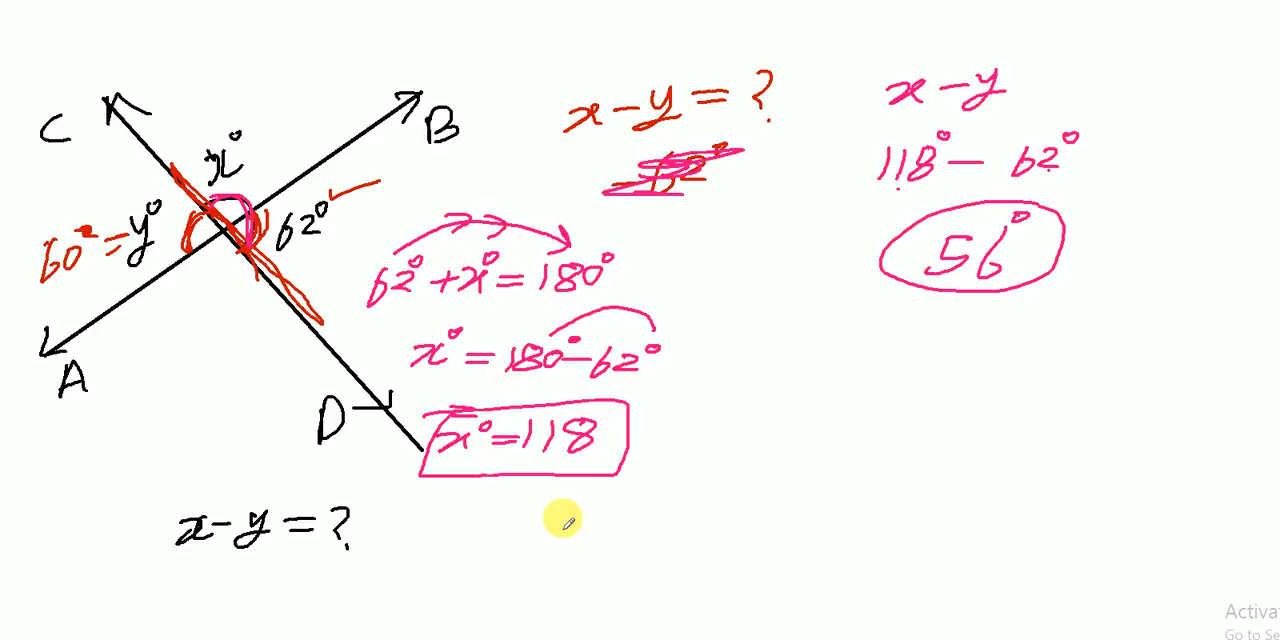 C
B
x°
60° = y°
62°
A
D
x - y = ?
x - y = ?
62° + x° = 180°
x° = 180° - 62°
x° = 118
x - y
118° - 62°
56°
Activa
Go to Se